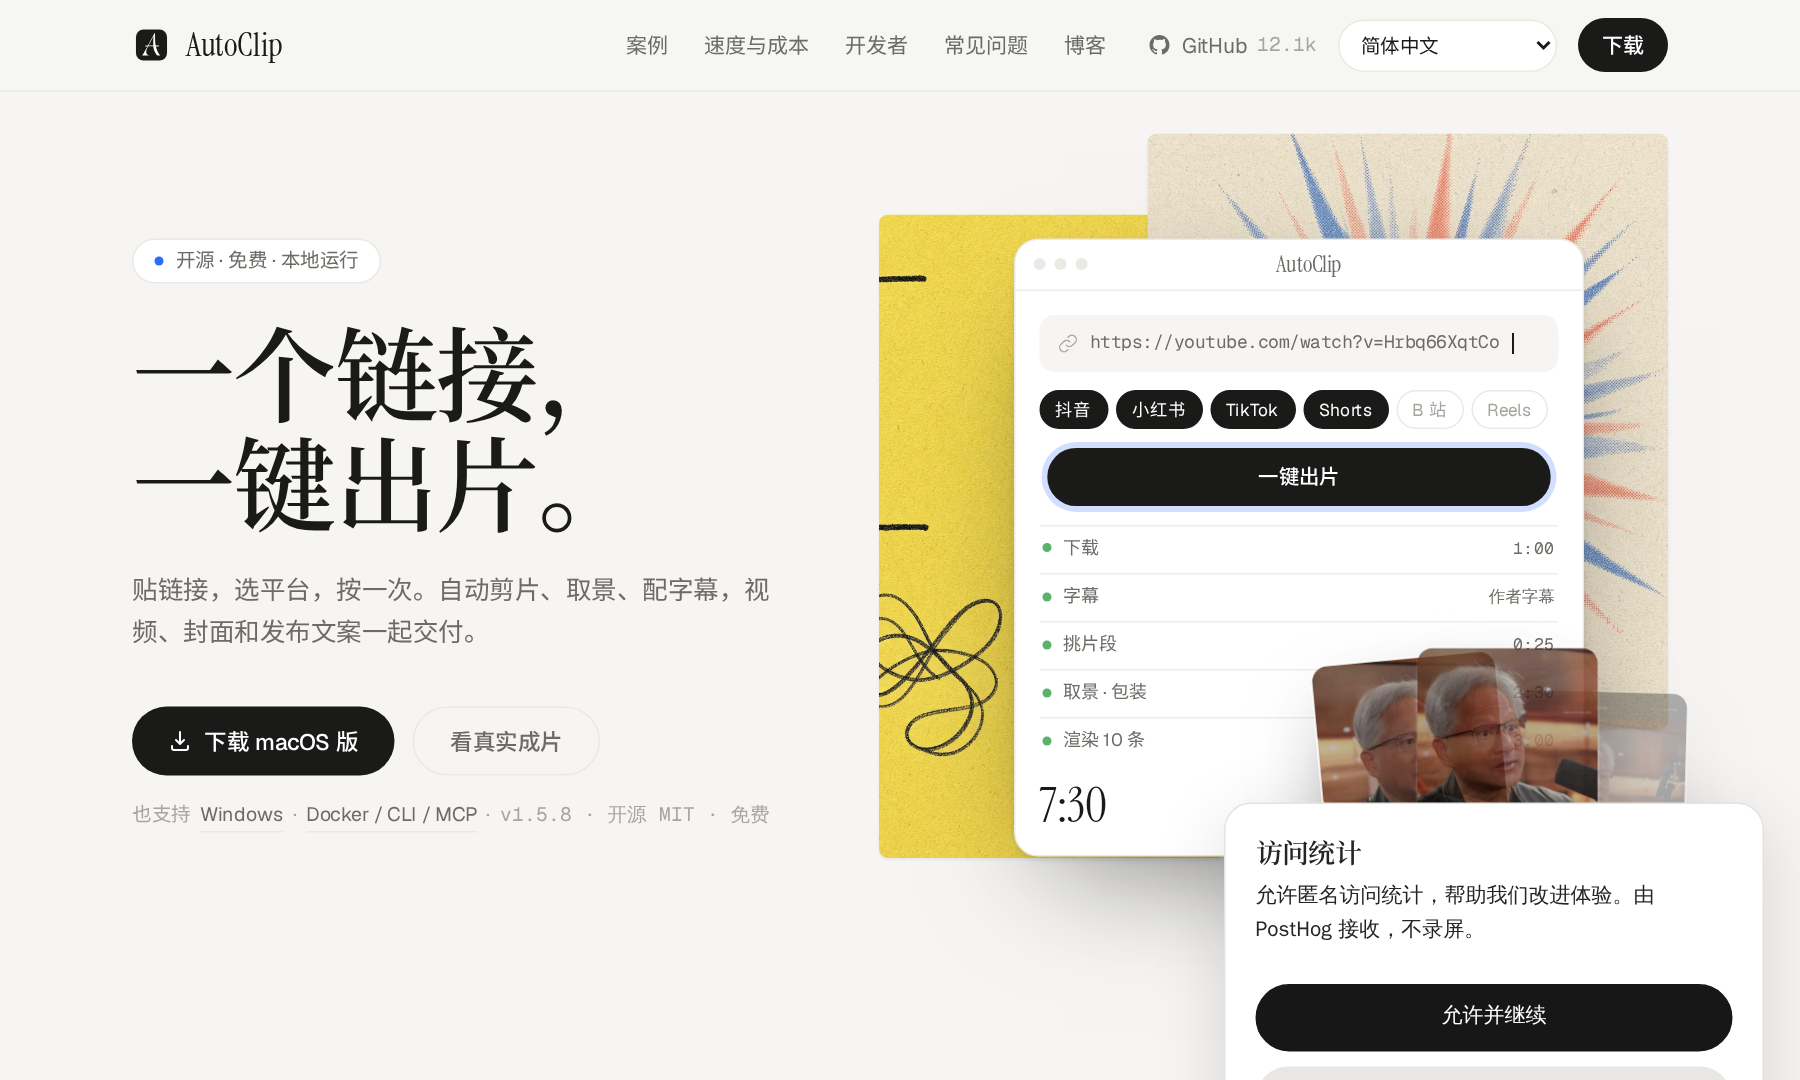 AutoClip
案例
速度与成本
开发者
常见问题
博客
GitHub 12.1k
简体中文
下载
开源 · 免费 · 本地运行
一个链接，
一键出片。
贴链接，选平台，按一次。自动剪片、取景、配字幕，视
频、封面和发布文案一起交付。
下载 macOS 版
看真实成片
也支持 Windows · Docker / CLI / MCP · v1.5.8 · 开源 MIT · 免费
AutoClip
https://youtube.com/watch?v=Hrbq66XqtCo
抖音
小红书
TikTok
Shorts
B 站
Reels
一键出片
下载 1:00
字幕 作者字幕
挑片段 0:25
取景 · 包装 2:30
渲染 10 条 3:00
7:30
访问统计
允许匿名访问统计，帮助我们改进体验。由
PostHog 接收，不录屏。
允许并继续